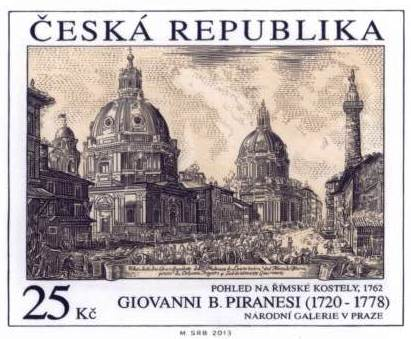 ČESKÁ REPUBLIKA
POHLED NA ŘÍMSKÉ KOSTELY, 1762
25 Kč
GIOVANNI B. PIRANESI (1720 - 1778)
NÁRODNÍ GALERIE V PRAZE
M. SRB 2013